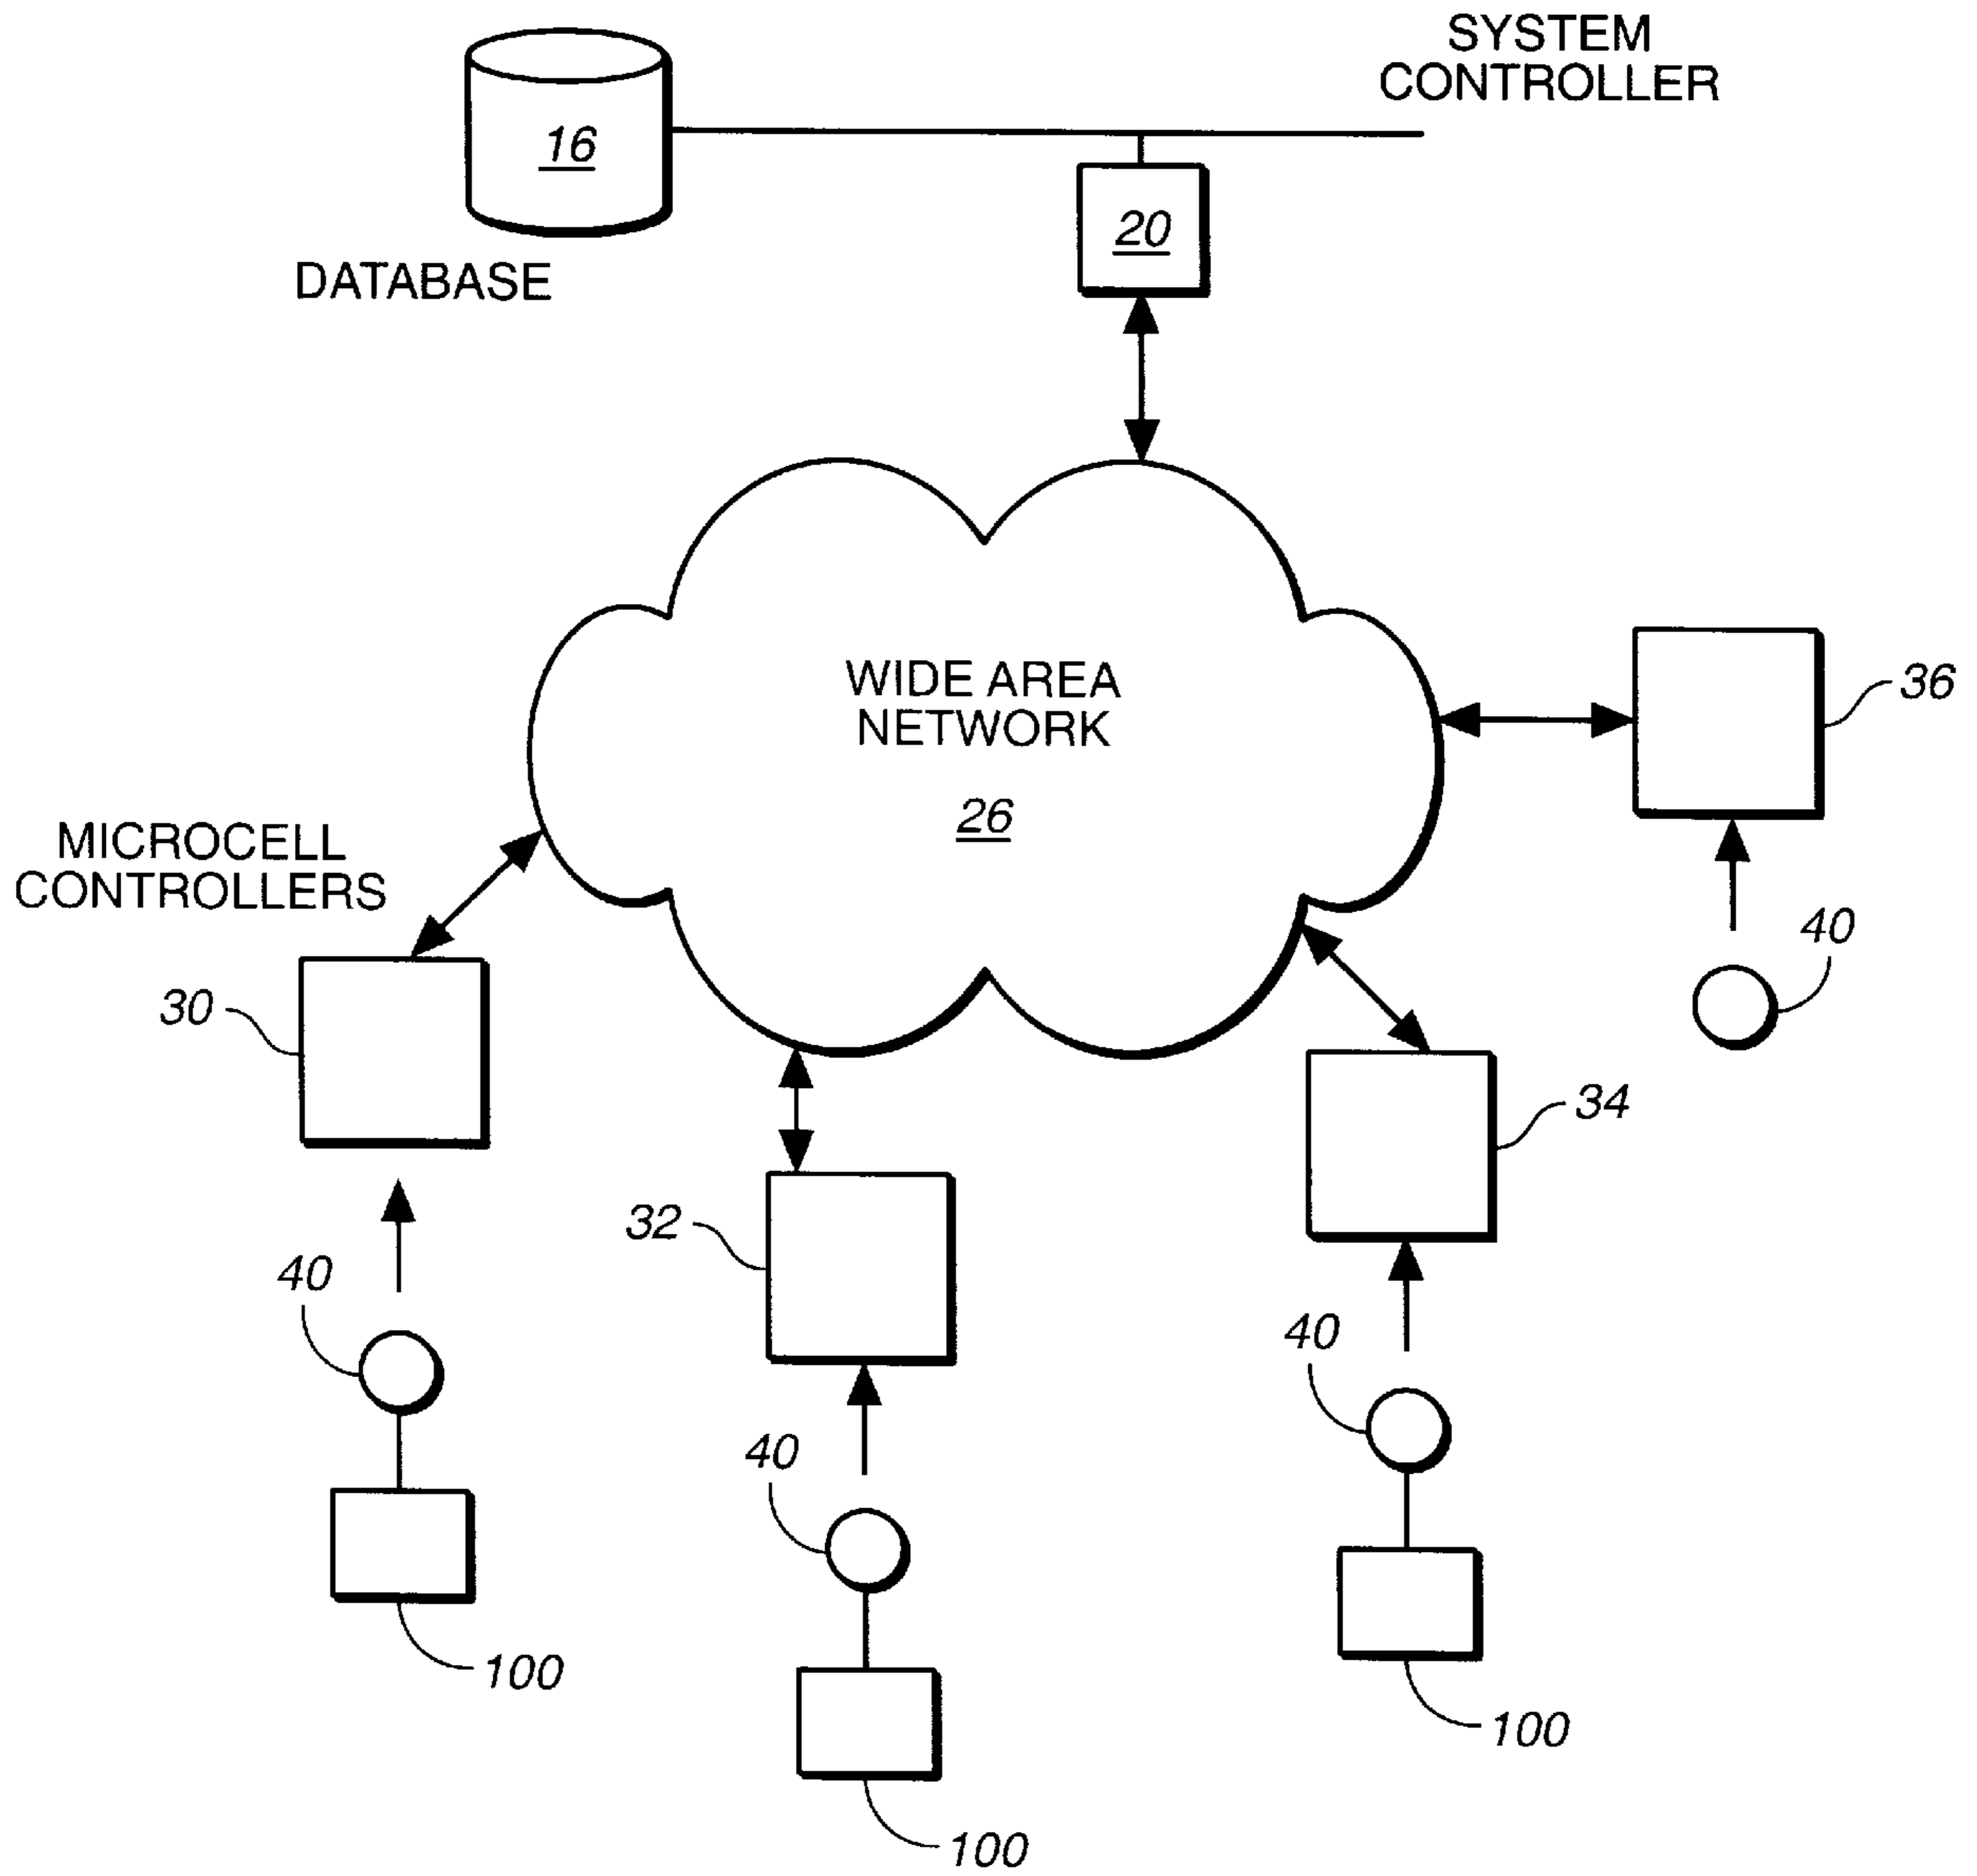 SYSTEM
CONTROLLER
16
20
DATABASE
WIDE AREA
NETWORK
26
36
MICROCELL
CONTROLLERS
40
30
34
32
40
40
40
100
100
100